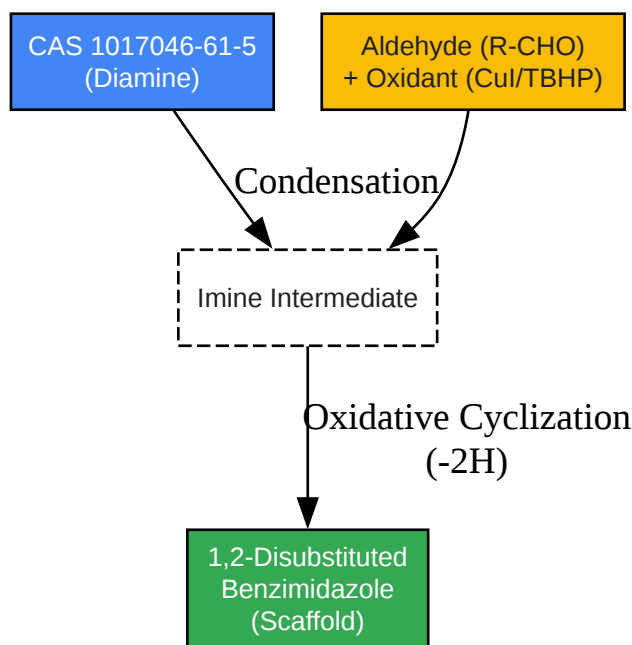 CAS 1017046-61-5
(Diamine)
Aldehyde (R-CHO)
+ Oxidant (CuI/TBHP)
Condensation
Imine Intermediate
Oxidative Cyclization
(-2H)
1,2-Disubstituted
Benzimidazole
(Scaffold)